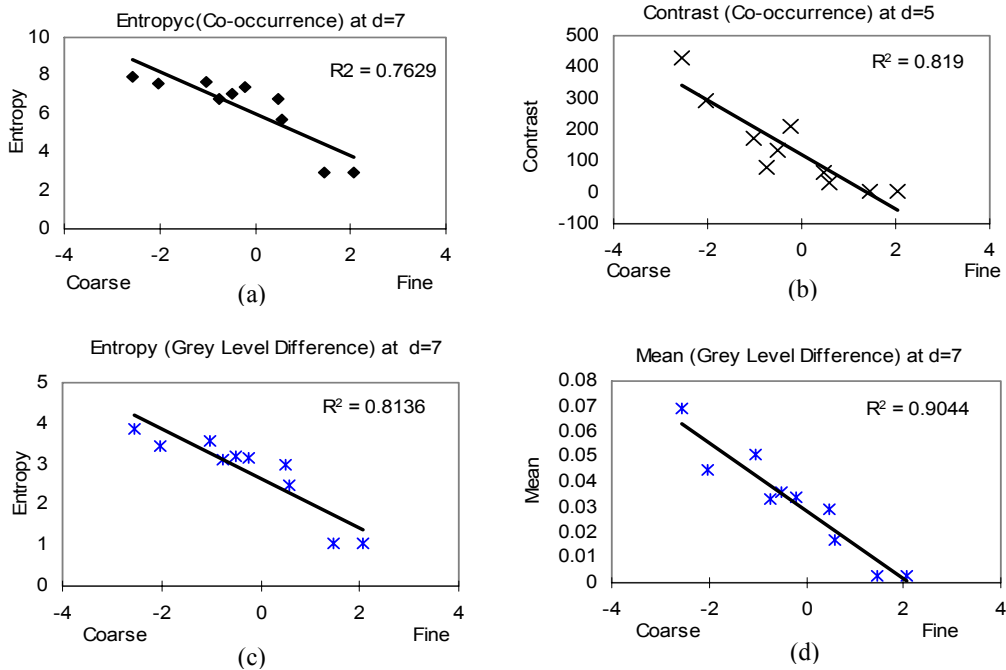 Entropyc(Co-occurrence) at d=7
10
8
6
4
2
0
Entropy
R2 = 0.7629
-4
-2
0
2
4
Coarse
Fine
(a)
Contrast (Co-occurrence) at d=5
500
400
300
200
100
0
-100
Contrast
R² = 0.819
-4
-2
0
2
4
Coarse
Fine
(b)
Entropy (Grey Level Difference) at d=7
5
4
3
2
1
0
Entropy
R² = 0.8136
-4
-2
0
2
4
Coarse
Fine
(c)
Mean (Grey Level Difference) at d=7
0.08
0.07
0.06
0.05
0.04
0.03
0.02
0.01
0
Mean
R² = 0.9044
-4
-2
0
2
4
Coarse
Fine
(d)